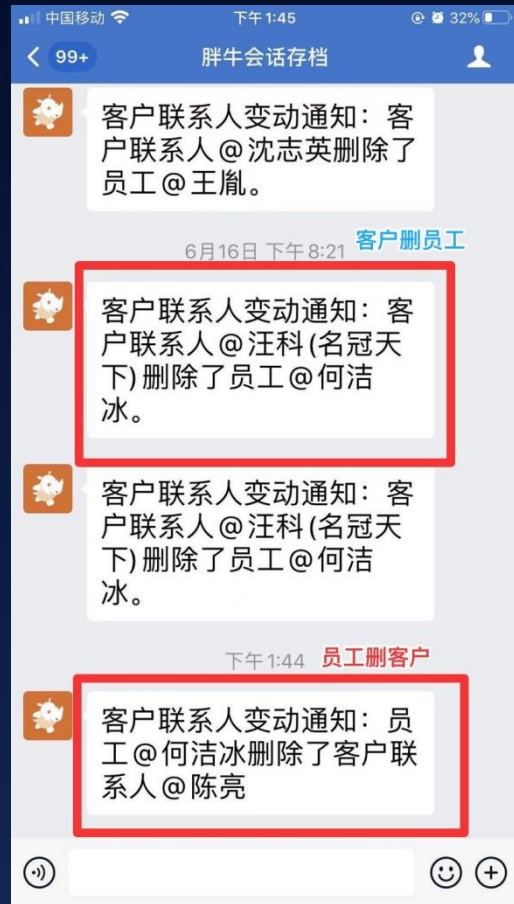 中国移动 下午 1:45 32%
99+ 胖牛会话存档
客户联系人变动通知：客
户联系人@沈志英删除了
员工@王胤。
6月16日 下午 8:21 客户删员工
客户联系人变动通知：客
户联系人@汪科(名冠天
下)删除了员工@何洁
冰。
客户联系人变动通知：客
户联系人@汪科(名冠天
下)删除了员工@何洁
冰。
下午 1:44 员工删客户
客户联系人变动通知：员
工@何洁冰删除了客户联
系人@陈亮